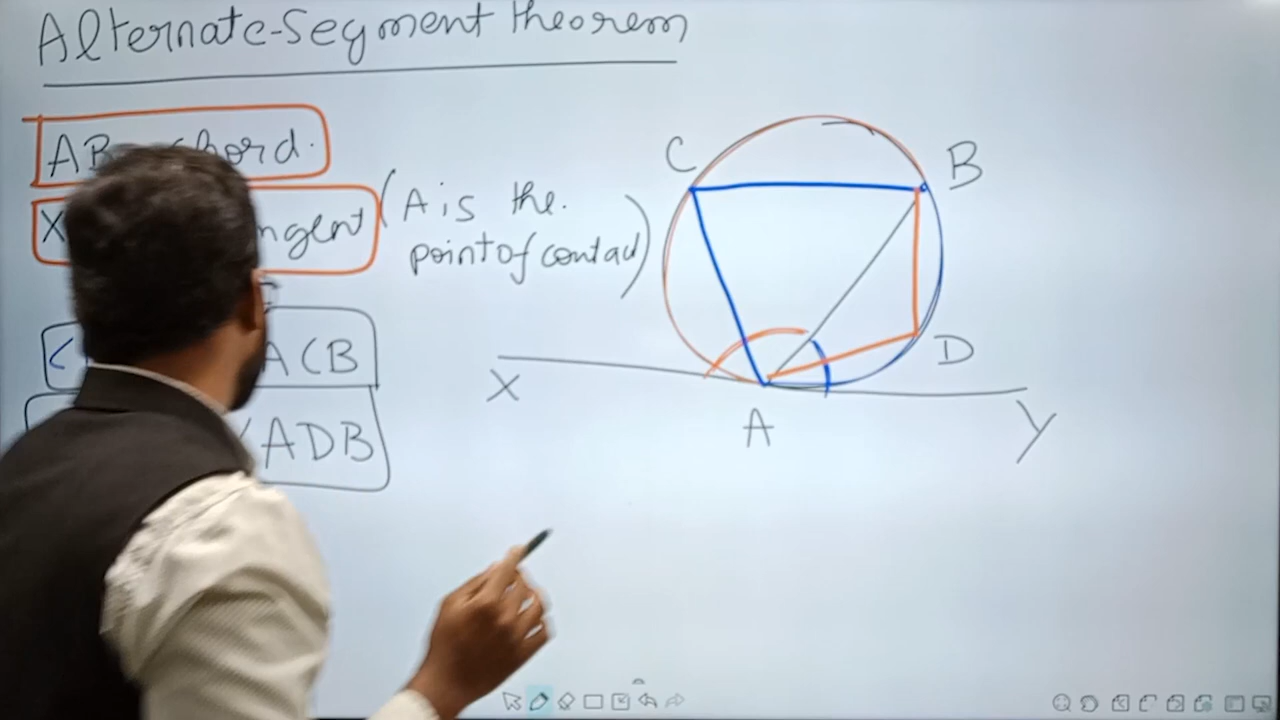 Alternate-Segment theorem
AB chord.
X ngent (A is the.
point of contact)
ACB
ADB
C
B
D
X
A
Y